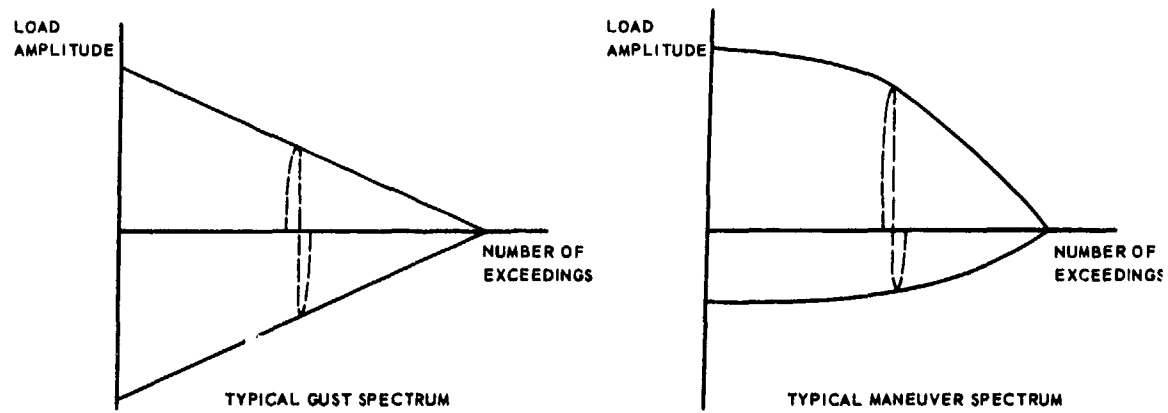 LOAD
AMPLITUDE
NUMBER OF
EXCEEDINGS
TYPICAL GUST SPECTRUM
LOAD
AMPLITUDE
NUMBER OF
EXCEEDINGS
TYPICAL MANEUVER SPECTRUM